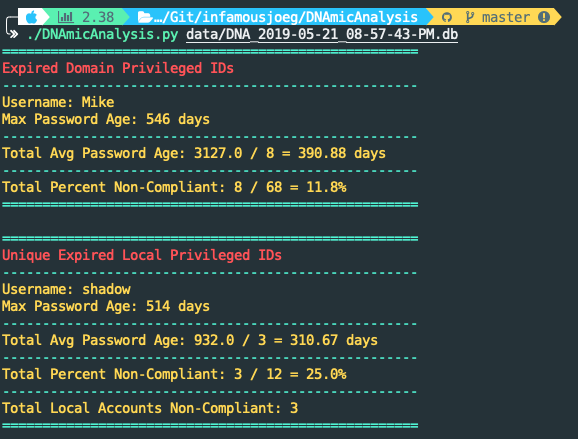 2.38 …/Git/infamousjoeg/DNAmicAnalysis master
./DNAmicAnalysis.py data/DNA_2019-05-21_08-57-43-PM.db
==================================================
Expired Domain Privileged IDs
--------------------------------------------------
Username: Mike
Max Password Age: 546 days
--------------------------------------------------
Total Avg Password Age: 3127.0 / 8 = 390.88 days
--------------------------------------------------
Total Percent Non-Compliant: 8 / 68 = 11.8%
==================================================
==================================================
Unique Expired Local Privileged IDs
--------------------------------------------------
Username: shadow
Max Password Age: 514 days
--------------------------------------------------
Total Avg Password Age: 932.0 / 3 = 310.67 days
--------------------------------------------------
Total Percent Non-Compliant: 3 / 12 = 25.0%
--------------------------------------------------
Total Local Accounts Non-Compliant: 3
==================================================